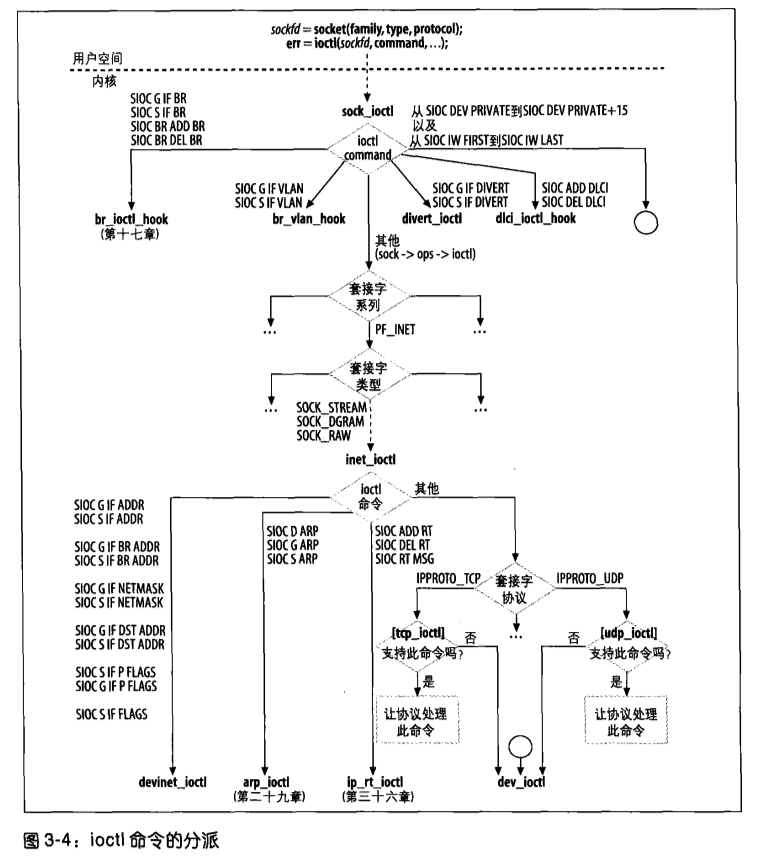 sockfd = socket(family, type, protocol);
err = ioctl(sockfd, command, ...);
用户空间
内核
SIOC G IF BR
SIOC S IF BR
SIOC BR ADD BR
SIOC BR DEL BR
sock_ioctl
从 SIOC DEV PRIVATE到SIOC DEV PRIVATE+15
以及
从 SIOC IW FIRST到SIOC IW LAST
ioctl
command
SIOC G IF VLAN
SIOC S IF VLAN
SIOC G IF DIVERT
SIOC S IF DIVERT
SIOC ADD DLCI
SIOC DEL DLCI
br_ioctl_hook
(第十七章)
br_vlan_hook
divert_ioctl
dlci_ioctl_hook
其他
(sock -> ops -> ioctl)
套接字
系列
...
...
PF_INET
套接字
类型
...
...
SOCK_STREAM
SOCK_DGRAM
SOCK_RAW
inet_ioctl
ioctl
命令
其他
SIOC G IF ADDR
SIOC S IF ADDR
SIOC G IF BR ADDR
SIOC S IF BR ADDR
SIOC G IF NETMASK
SIOC S IF NETMASK
SIOC G IF DST ADDR
SIOC S IF DST ADDR
SIOC S IF P FLAGS
SIOC G IF P FLAGS
SIOC S IF FLAGS
SIOC D ARP
SIOC G ARP
SIOC S ARP
SIOC ADD RT
SIOC DEL RT
SIOC RT MSG
IPPROTO_TCP
套接字
协议
IPPROTO_UDP
...
[tcp_ioctl]
支持此命令吗?
否
否
[udp_ioctl]
支持此命令吗?
是
是
让协议处理
此命令
让协议处理
此命令
devinet_ioctl
arp_ioctl
(第二十九章)
ip_rt_ioctl
(第三十六章)
dev_ioctl
图 3-4：ioctl 命令的分派